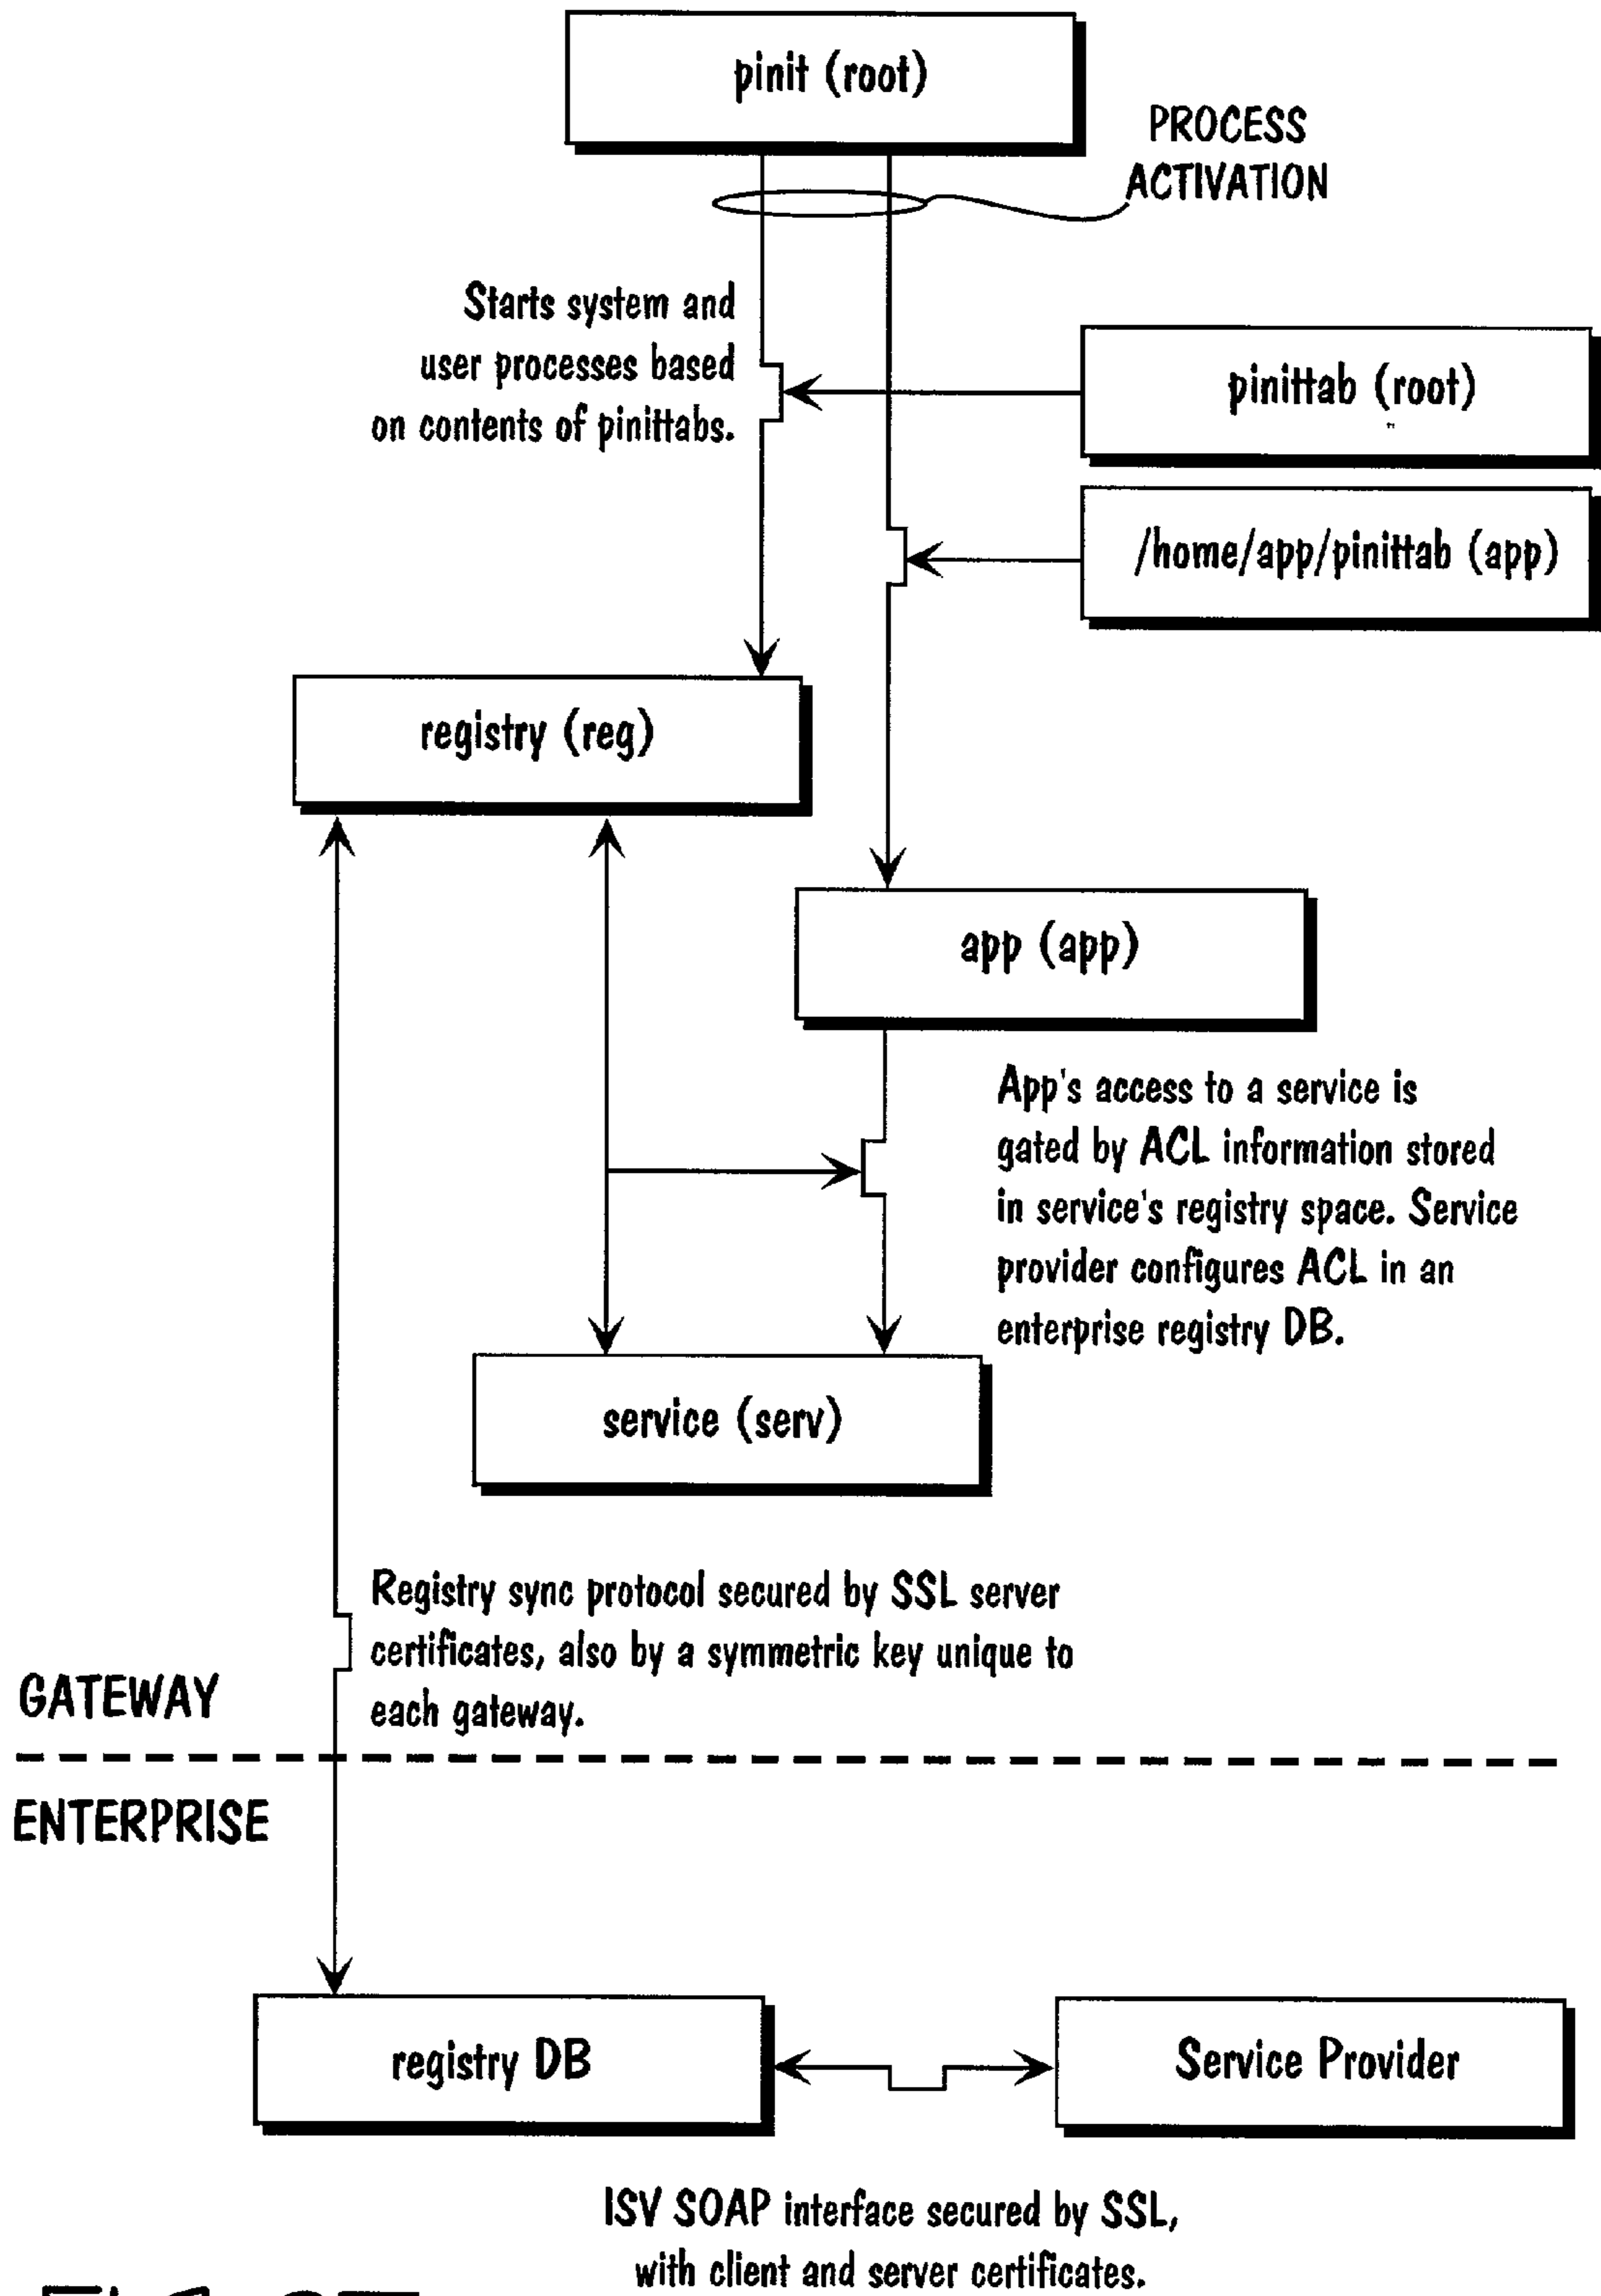 pinit (root)
PROCESS
ACTIVATION
Starts system and
user processes based
on contents of pinittabs.
pinittab (root)
/home/app/pinittab (app)
registry (reg)
app (app)
App's access to a service is
gated by ACL information stored
in service's registry space. Service
provider configures ACL in an
enterprise registry DB.
service (serv)
Registry sync protocol secured by SSL server
certificates, also by a symmetric key unique to
each gateway.
GATEWAY
ENTERPRISE
registry DB
Service Provider
ISV SOAP interface secured by SSL,
with client and server certificates.